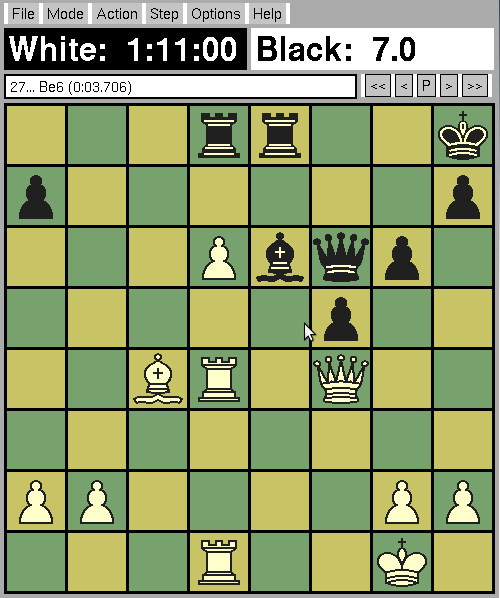 File Mode Action Step Options Help
White: 1:11:00 Black: 7.0
27... Be6 (0:03.706) << < P > >>